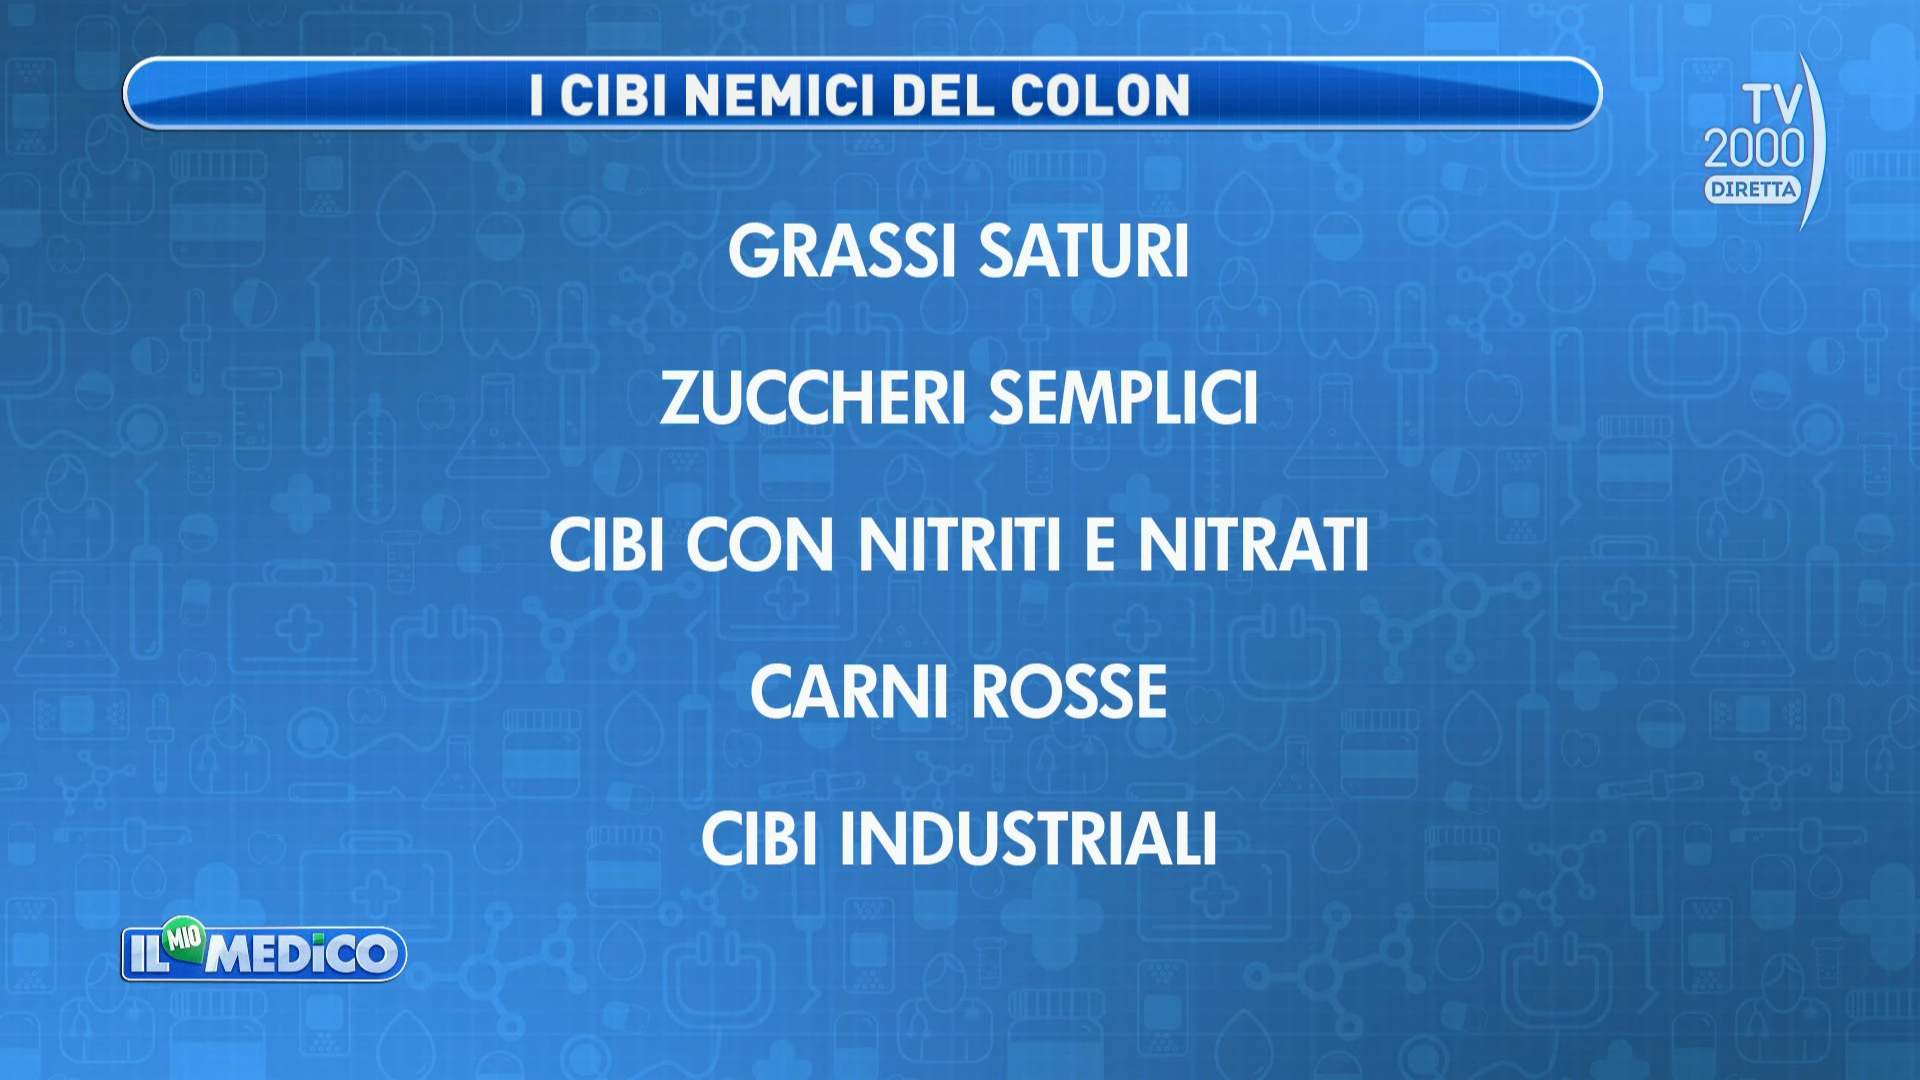 I CIBI NEMICI DEL COLON
TV
2000
DIRETTA
GRASSI SATURI
ZUCCHERI SEMPLICI
CIBI CON NITRITI E NITRATI
CARNI ROSSE
CIBI INDUSTRIALI
IL MIO MEDICO